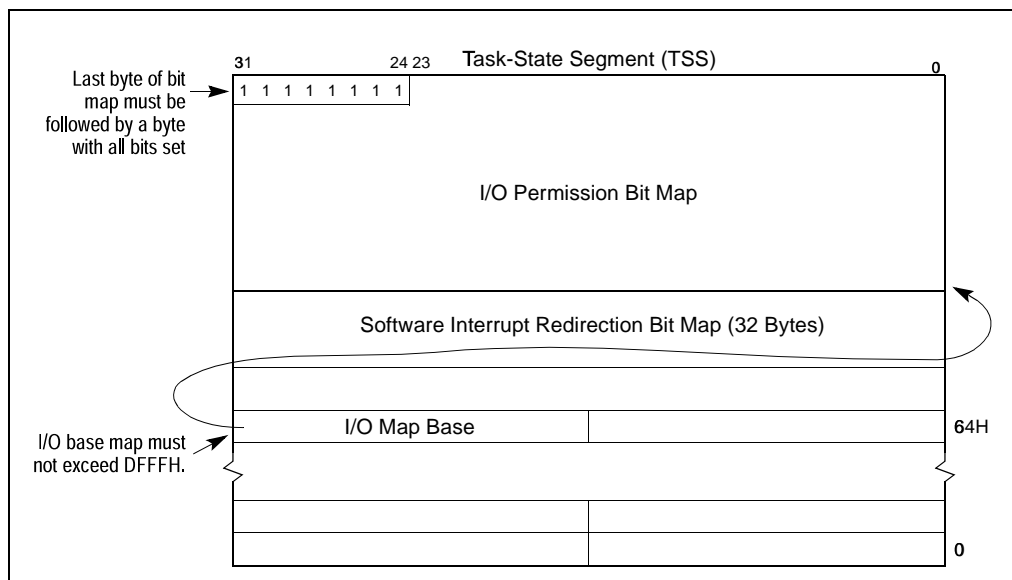 Task-State Segment (TSS)
31
24 23
0
Last byte of bit
map must be
followed by a byte
with all bits set
1 1 1 1 1 1 1 1
I/O Permission Bit Map
Software Interrupt Redirection Bit Map (32 Bytes)
I/O Map Base
64H
I/O base map must
not exceed DFFFH.
0